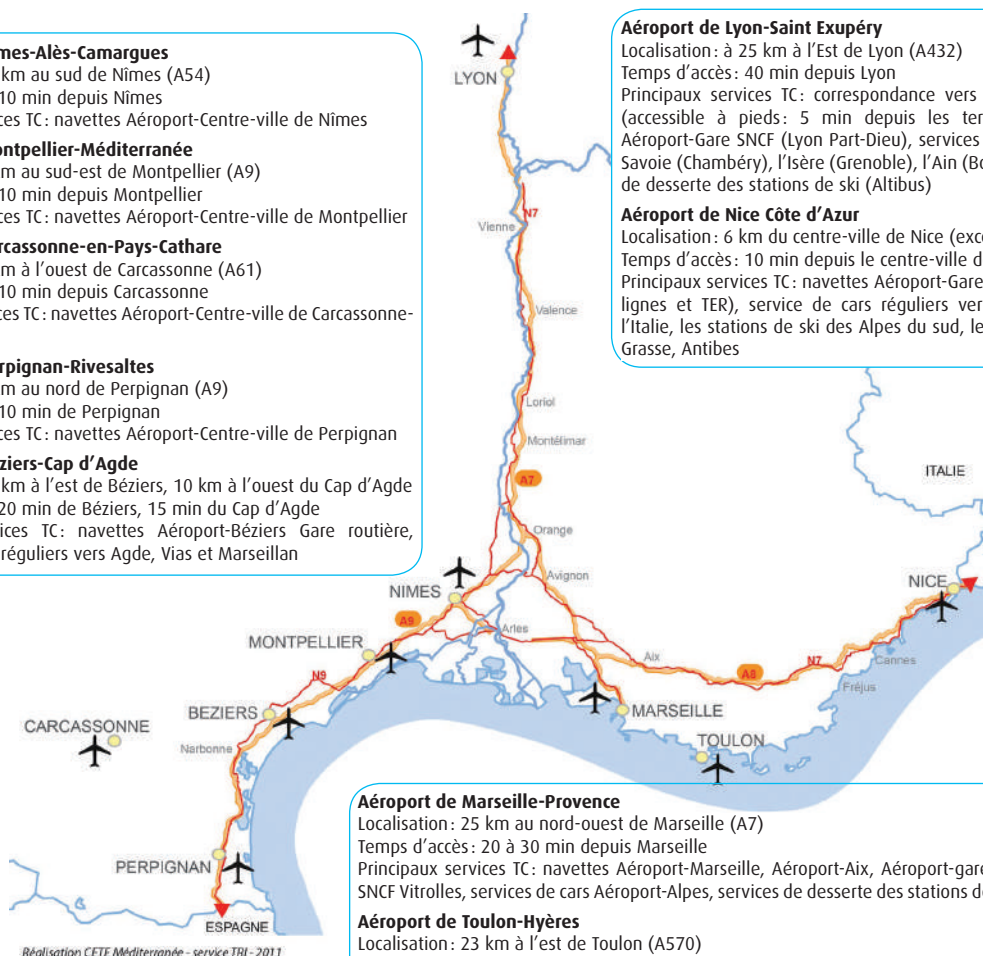 mes-Alès-Camargues
km au sud de Nîmes (A54)
10 min depuis Nîmes
ces TC: navettes Aéroport-Centre-ville de Nîmes
ontpellier-Méditerranée
m au sud-est de Montpellier (A9)
10 min depuis Montpellier
ces TC: navettes Aéroport-Centre-ville de Montpellier
rcassonne-en-Pays-Cathare
m à l'ouest de Carcassonne (A61)
10 min depuis Carcassonne
ces TC: navettes Aéroport-Centre-ville de Carcassonne-
rpignan-Rivesaltes
m au nord de Perpignan (A9)
10 min de Perpignan
ces TC: navettes Aéroport-Centre-ville de Perpignan
ziers-Cap d'Agde
km à l'est de Béziers, 10 km à l'ouest du Cap d'Agde
20 min de Béziers, 15 min du Cap d'Agde
ices TC: navettes Aéroport-Béziers Gare routière,
réguliers vers Agde, Vias et Marseillan
Aéroport de Lyon-Saint Exupéry
Localisation: à 25 km à l'Est de Lyon (A432)
Temps d'accès: 40 min depuis Lyon
Principaux services TC: correspondance vers
(accessible à pieds: 5 min depuis les ter
Aéroport-Gare SNCF (Lyon Part-Dieu), services
Savoie (Chambéry), l'Isère (Grenoble), l'Ain (Bo
de desserte des stations de ski (Altibus)
Aéroport de Nice Côte d'Azur
Localisation: 6 km du centre-ville de Nice (exce
Temps d'accès: 10 min depuis le centre-ville d
Principaux services TC: navettes Aéroport-Gare
lignes et TER), service de cars réguliers ver
l'Italie, les stations de ski des Alpes du sud, le
Grasse, Antibes
LYON
Vienne
N7
Valence
Loriol
Montélimar
A7
Orange
Avignon
ITALIE
NICE
NIMES
A9
Arles
MONTPELLIER
N9
Aix
A8
N7
Cannes
Fréjus
BEZIERS
MARSEILLE
CARCASSONNE
Narbonne
TOULON
PERPIGNAN
ESPAGNE
Aéroport de Marseille-Provence
Localisation: 25 km au nord-ouest de Marseille (A7)
Temps d'accès: 20 à 30 min depuis Marseille
Principaux services TC: navettes Aéroport-Marseille, Aéroport-Aix, Aéroport-gare
SNCF Vitrolles, services de cars Aéroport-Alpes, services de desserte des stations d
Aéroport de Toulon-Hyères
Localisation: 23 km à l'est de Toulon (A570)
Réalisation CETE Méditerranée - service TRL - 2011